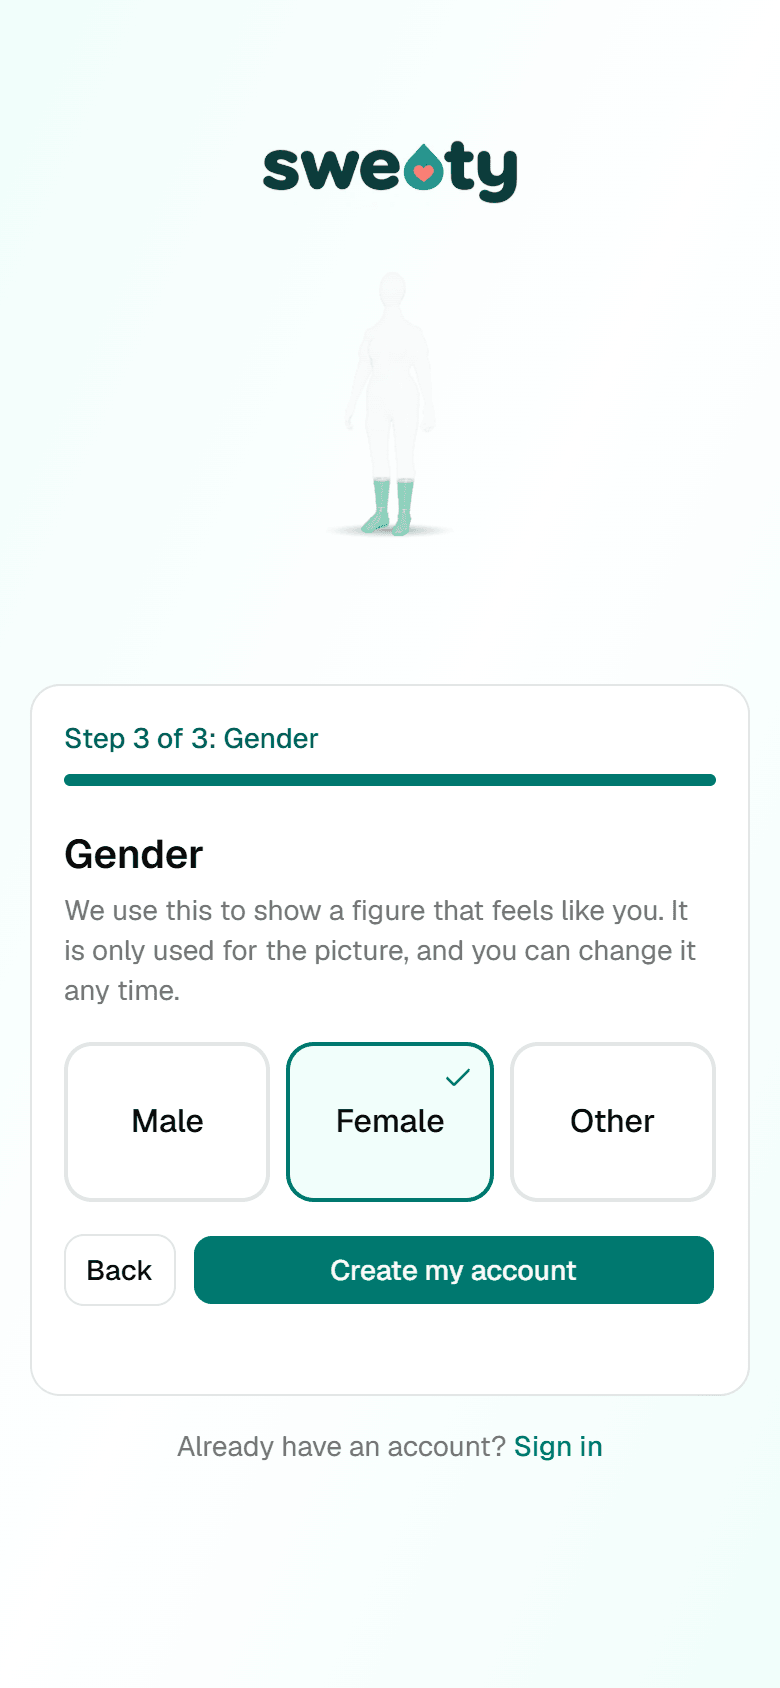 sweaty
Step 3 of 3: Gender
Gender
We use this to show a figure that feels like you. It
is only used for the picture, and you can change it
any time.
Male
Female
Other
Back
Create my account
Already have an account? Sign in